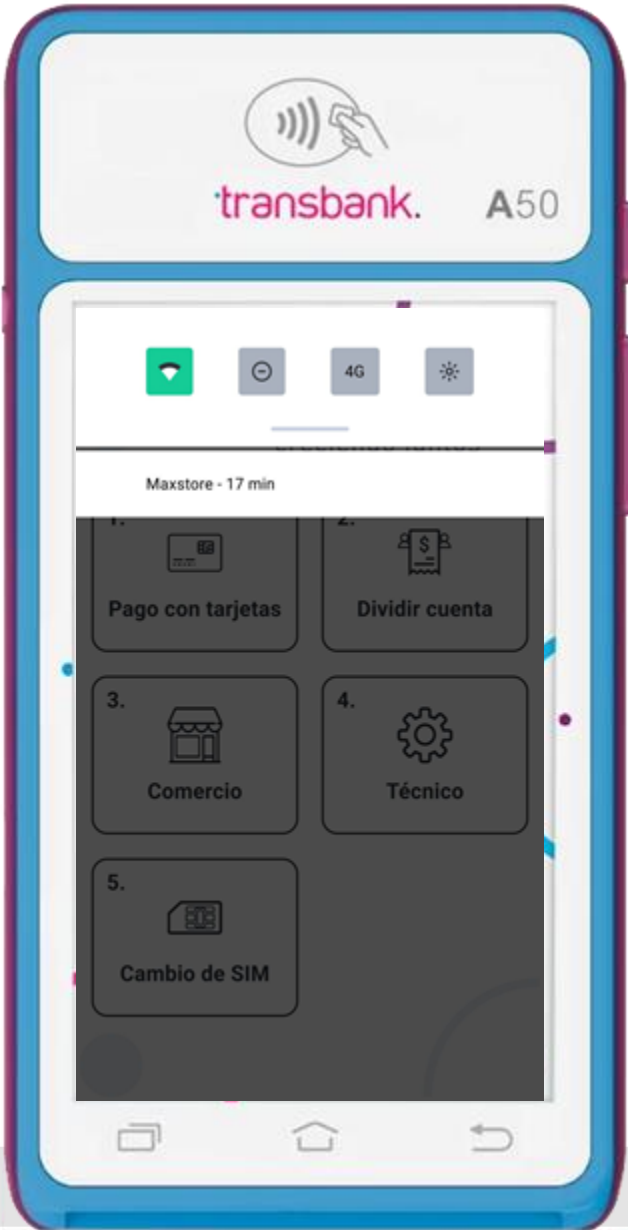 transbank.
A50
4G
Maxstore - 17 min
1.
2.
$
Pago con tarjetas
Dividir cuenta
3.
4.
Comercio
Técnico
5.
Cambio de SIM